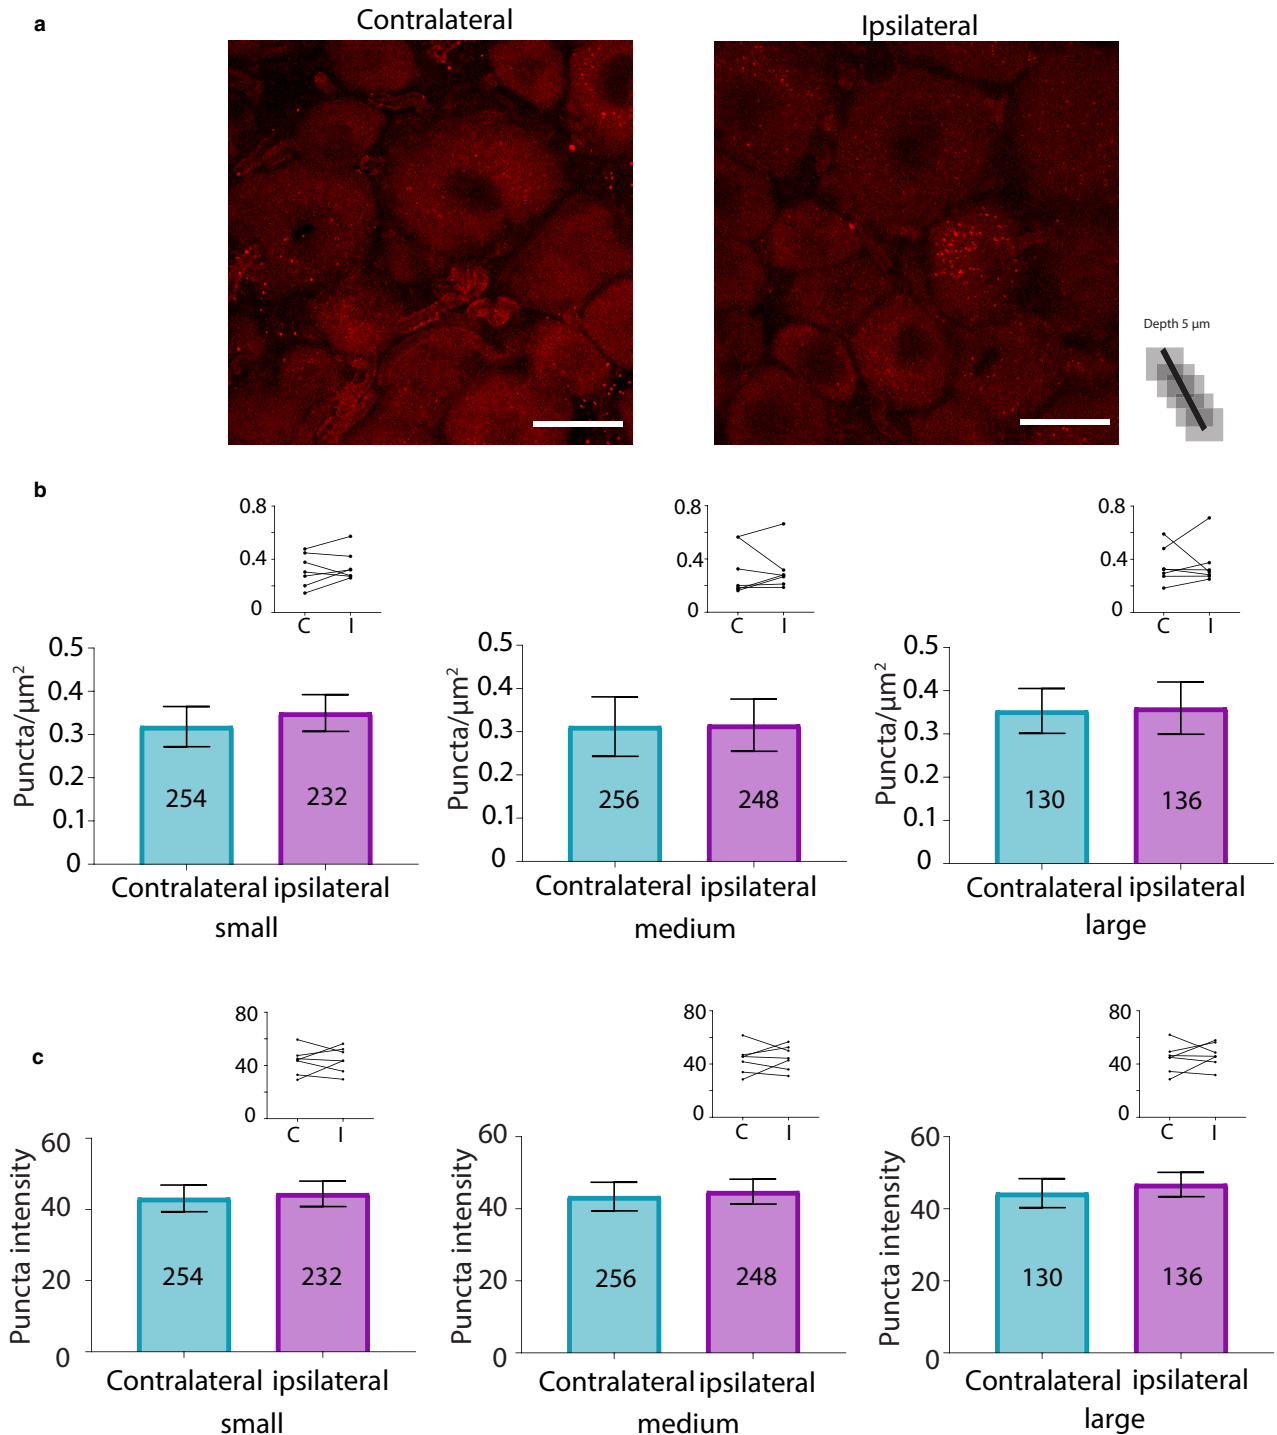 a
Contralateral
Ipsilateral
Depth 5 µm
b
0.8
0.4
0
C I
0.8
0.4
0
C I
0.8
0.4
0
C I
Puncta/µm²
0.5
0.4
0.3
0.2
0.1
0
254
232
Contralateral ipsilateral
small
Puncta/µm²
0.5
0.4
0.3
0.2
0.1
0
256
248
Contralateral ipsilateral
medium
Puncta/µm²
0.5
0.4
0.3
0.2
0.1
0
130
136
Contralateral ipsilateral
large
c
80
40
0
C I
80
40
0
C I
80
40
0
C I
Puncta intensity
60
40
20
0
254
232
Contralateral ipsilateral
small
Puncta intensity
60
40
20
0
256
248
Contralateral ipsilateral
medium
Puncta intensity
60
40
20
0
130
136
Contralateral ipsilateral
large